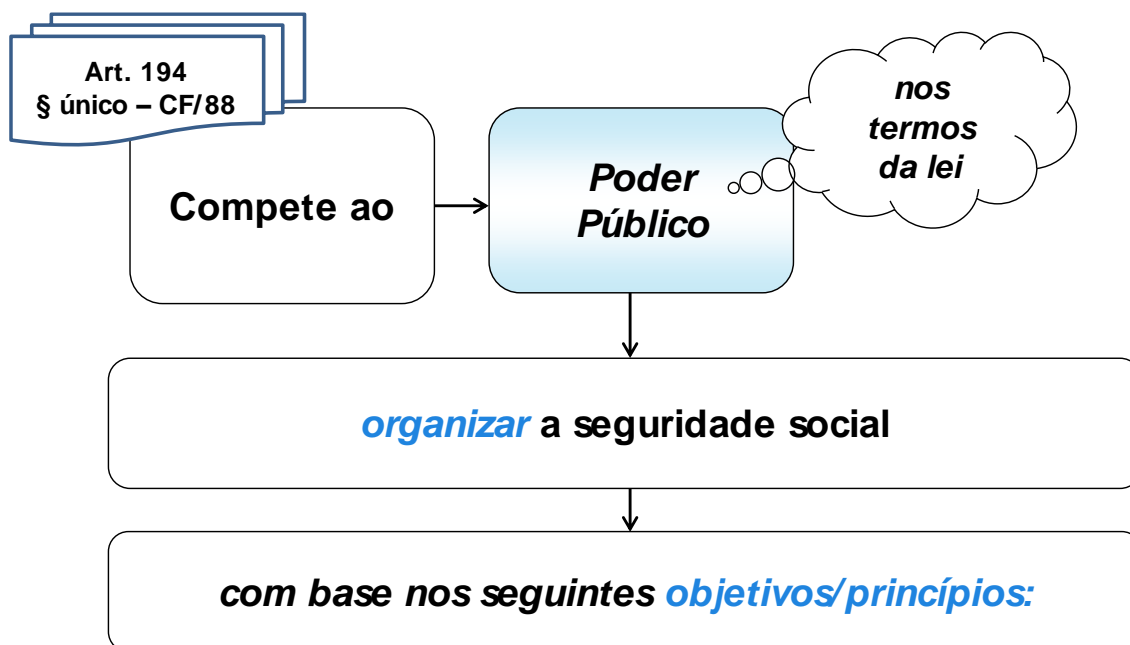 Art. 194
§ único – CF/88
Compete ao
Poder
Público
nos
termos
da lei
organizar a seguridade social
com base nos seguintes objetivos/princípios: